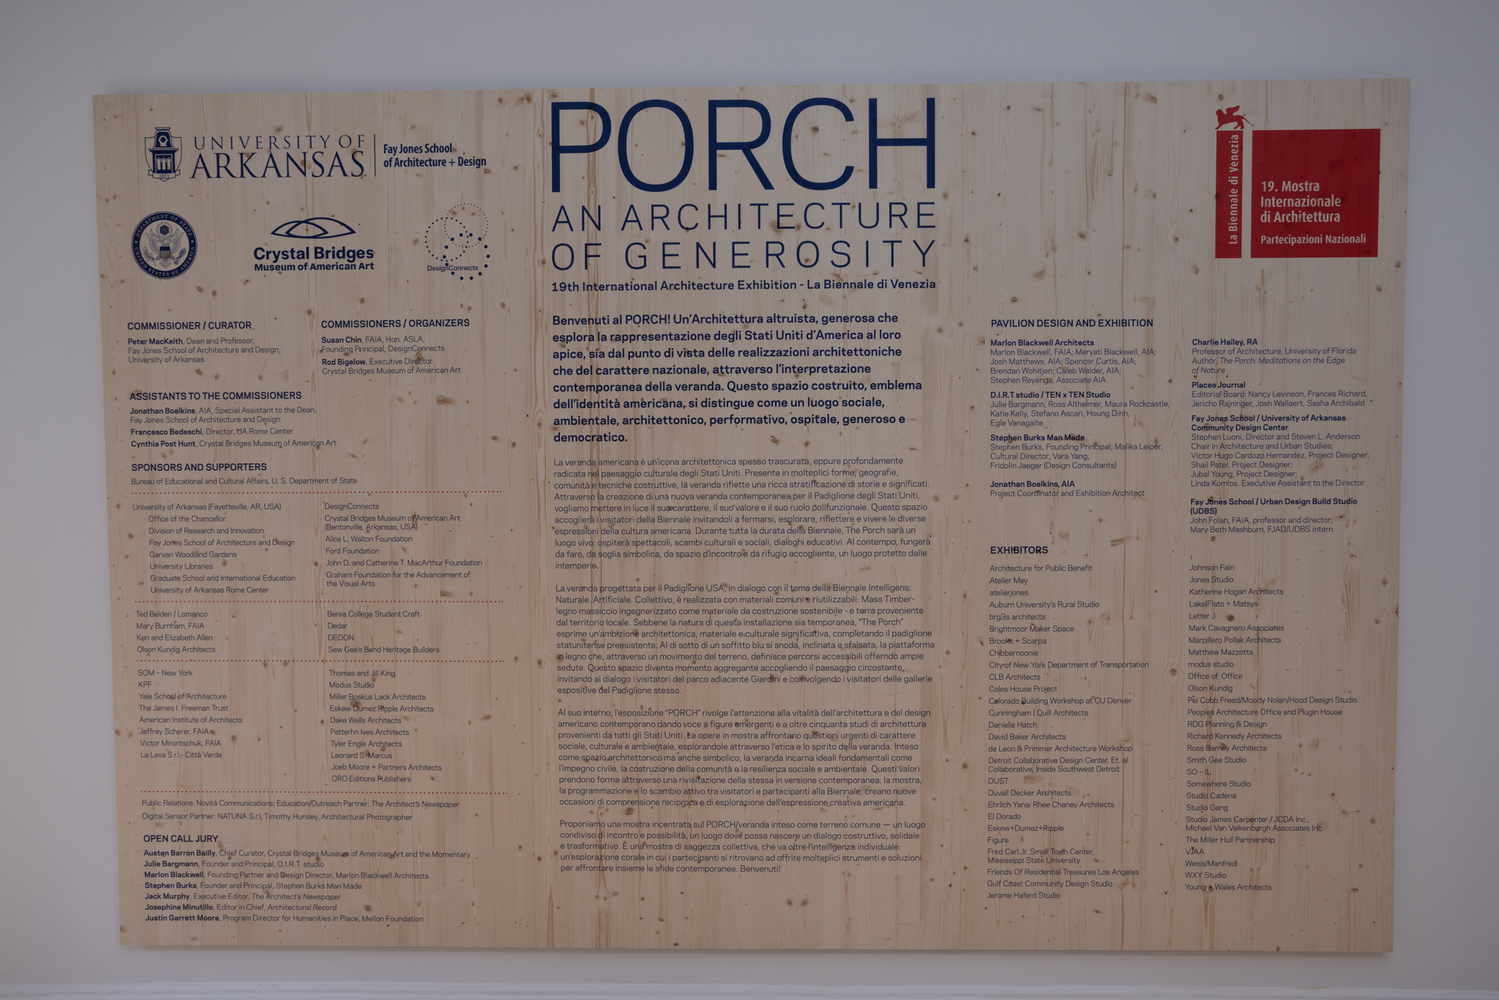 UNIVERSITY OF
ARKANSAS
Fay Jones School
of Architecture + Design
Crystal Bridges
Museum of American Art
DesignConnects
PORCH
AN ARCHITECTURE
OF GENEROSITY
19th International Architecture Exhibition - La Biennale di Venezia
La Biennale di Venezia
19. Mostra
Internazionale
di Architettura
Partecipazioni Nazionali
COMMISSIONER / CURATOR
Peter MacKeith, Dean and Professor,
Fay Jones School of Architecture and Design,
University of Arkansas
COMMISSIONERS / ORGANIZERS
Susan Chin, FAIA, Hon. ASLA,
Founding Principal, DesignConnects
Rod Bigelow, Executive Director
Crystal Bridges Museum of American Art
ASSISTANTS TO THE COMMISSIONERS
Jonathan Boelkins, AIA, Special Assistant to the Dean,
Fay Jones School of Architecture and Design
Francesco Bedeschi, Director, UA Rome Center
Cynthia Post Hunt, Crystal Bridges Museum of American Art
SPONSORS AND SUPPORTERS
Bureau of Educational and Cultural Affairs, U. S. Department of State
University of Arkansas (Fayetteville, AR, USA)
Office of the Chancellor
Division of Research and Innovation
Fay Jones School of Architecture and Design
Garvan Woodland Gardens
University Libraries
Graduate School and International Education
University of Arkansas Rome Center
DesignConnects
Crystal Bridges Museum of American Art
(Bentonville, Arkansas, USA)
Alice L. Walton Foundation
Ford Foundation
John D. and Catherine T. MacArthur Foundation
Graham Foundation for the Advancement of
the Visual Arts
Ted Belden / Lomanco
Mary Burnham, FAIA
Ken and Elizabeth Allen
Olson Kundig Architects
Berea College Student Craft
Dedar
DEDON
Sew Gee's Bend Heritage Builders
SOM - New York
KPF
Yale School of Architecture
The James I. Freeman Trust
American Institute of Architects
Jeffrey Scherer, FAIA
Victor Mirontschuk, FAIA
La Leva S.r.l.- Città Verde
Thomas and Jill King
Modus Studio
Miller Boskus Lack Architects
Eskew Dumez Ripple Architects
Dake Wells Architects
Patterhn Ives Architects
Tyler Engle Architects
Leonard S. Marcus
Joeb Moore + Partners Architects
ORO Editions Publishers
Public Relations: Novità Communications; Education/Outreach Partner: The Architect's Newspaper
Digital Sensor Partner: NATUNA S.r.l; Timothy Hursley, Architectural Photographer
OPEN CALL JURY
Austen Barron Bailly, Chief Curator, Crystal Bridges Museum of American Art and the Momentary
Julie Bargmann, Founder and Principal, D.I.R.T. studio
Marlon Blackwell, Founding Partner and Design Director, Marlon Blackwell Architects
Stephen Burks, Founder and Principal, Stephen Burks Man Made
Jack Murphy, Executive Editor, The Architect's Newspaper
Josephine Minutillo, Editor in Chief, Architectural Record
Justin Garrett Moore, Program Director for Humanities in Place, Mellon Foundation
Benvenuti al PORCH! Un'Architettura altruista, generosa che
esplora la rappresentazione degli Stati Uniti d'America al loro
apice, sia dal punto di vista delle realizzazioni architettoniche
che del carattere nazionale, attraverso l'interpretazione
contemporanea della veranda. Questo spazio costruito, emblema
dell'identità americana, si distingue come un luogo sociale,
ambientale, architettonico, performativo, ospitale, generoso e
democratico.
La veranda americana è un'icona architettonica spesso trascurata, eppure profondamente
radicata nel paesaggio culturale degli Stati Uniti. Presente in molteplici forme, geografie,
comunità e tecniche costruttive, la veranda riflette una ricca stratificazione di storie e significati.
Attraverso la creazione di una nuova veranda contemporanea per il Padiglione degli Stati Uniti,
vogliamo mettere in luce il suo carattere, il sud'valore e il suo ruolo polifunzionale. Questo spazio
accoglierà i visitatori della Biennale invitandoli a fermarsi, esplorare, riflettere e vivere le diverse
espressioni della cultura americana. Durante tutta la durata della Biennale, The Porch sarà un
luogo vivo: ospiterà spettacoli, scambi culturali e sociali, dialoghi educativi. Al contempo, fungerà
da faro, da soglia simbolica, da spazio d'incontro e da rifugio accogliente, un luogo protetto dalle
intemperie.
La veranda progettata per il Padiglione USA, in dialogo con il tema della Biennale Intelligens.
Naturale. Artificiale. Collettivo, è realizzata con materiali comuni e riutilizzabili: Mass Timber-
legno massiccio ingegnerizzato come materiale da costruzione sostenibile - e terra proveniente
dal territorio locale. Sebbene la natura di questa installazione sia temporanea, "The Porch"
esprime un'ambizione architettonica, materiale e culturale significativa, completando il padiglione
statunitense preesistente. Al di sotto di un soffitto blu si snoda, inclinata e sfalsata, la piattaforma
in legno che, attraverso un movimento del terreno, definisce percorsi accessibili offrendo ampie
sedute. Questo spazio diventa momento aggregante accogliendo il paesaggio circostante,
invitando al dialogo i visitatori del parco adiacente Giardini e coinvolgendo i visitatori delle gallerie
espositive del Padiglione stesso.
Al suo interno, l'esposizione "PORCH" rivolge l'attenzione alla vitalità dell'architettura e del design
americano contemporano dando voce a figure emergenti e a oltre cinquanta studi di architettura
provenienti da tutti gli Stati Uniti. Le opere in mostra affrontano questioni urgenti di carattere
sociale, culturale e ambientale, esplorandole attraverso l'etica e lo spirito della veranda. Inteso
come spazio architettonico ma anche simbolico, la veranda incarna ideali fondamentali come
l'impegno civile, la costruzione della comunità e la resilienza sociale e ambientale. Questi valori
prendono forma attraverso una rivisitazione della stessa in versione contemporanea: la mostra,
la programmazione e lo scambio attivo tra visitatori e partecipanti alla Biennale, creano nuove
occasioni di comprensione reciproca e di esplorazione dell'espressione creativa americana.
Proponiamo una mostra incentrata sul PORCH/veranda inteso come terreno comune — un luogo
condiviso di incontro e possibilità, un luogo dove possa nascere un dialogo costruttivo, solidale
e trasformativo. È una mostra di saggezza collettiva, che va oltre l'intelligenza individuale:
un'esplorazione corale in cui i partecipanti si ritrovano ad offrire molteplici strumenti e soluzioni
per affrontare insieme le sfide contemporanee. Benvenuti!
PAVILION DESIGN AND EXHIBITION
Marlon Blackwell Architects
Marlon Blackwell, FAIA; Meryati Blackwell, AIA;
Josh Matthews, AIA; Spencer Curtis, AIA;
Brendan Wohltjen; Caleb Walder, AIA;
Stephen Reyenga, Associate AIA
D.I.R.T studio / TEN x TEN Studio
Julie Bargmann, Ross Altheimer, Maura Rockcastle,
Katie Kelly, Stefano Ascari, Houng Dinh,
Egle Vanagaite
Stephen Burks Man Made
Stephen Burks, Founding Principal; Malika Leiper,
Cultural Director; Vara Yang;
Fridolin Jaeger (Design Consultants)
Jonathan Boelkins, AIA
Project Coordinator and Exhibition Architect
Charlie Hailey, RA
Professor of Architecture, University of Florida
Author, The Porch: Meditations on the Edge
of Nature
Places Journal
Editorial Board: Nancy Levinson, Frances Richard,
Jericho Rajninger, Josh Wallaert, Sasha Archibald
Fay Jones School / University of Arkansas
Community Design Center
Stephen Luoni, Director and Steven L. Anderson
Chair in Architecture and Urban Studies,
Victor Hugo Cardozo Hernandez, Project Designer;
Shail Patel, Project Designer;
Jubal Young, Project Designer;
Linda Komlos, Executive Assistant to the Director
Fay Jones School / Urban Design Build Studio
(UDBS)
John Folan, FAIA, professor and director;
Mary Beth Mashburn, FJAD/UDBS intern.
EXHIBITORS
Architecture for Public Benefit
Atelier Mey
atelierjones
Auburn University's Rural Studio
brg3s architects
Brightmoor Maker Space
Brooks + Scarpa
Chibbernoonie
City of New York Department of Transportation
CLB Architects
Coles House Project
Colorado Building Workshop at CU Denver
Cunningham | Quill Architects
Danielle Hatch
David Baker Architects
de Leon & Primmer Architecture Workshop
Detroit Collaborative Design Center, Et. al
Collaborative, Inside Southwest Detroit
DUST
Duvall Decker Architects
Ehrlich Yanai Rhee Chaney Architects
El Dorado
Eskew+Dumez+Ripple
Figure
Fred Carl Jr. Small Town Center,
Mississippi State University
Friends Of Residential Treasures Los Angeles
Gulf Coast Community Design Studio
Jerome Haferd Studio
Johnson Fain
Jones Studio
Katherine Hogan Architects
Lake|Flato + Matsys
Letter J
Mark Cavagnero Associates
Marpillero Pollak Architects
Matthew Mazzotta
modus studio
Office of: Office
Olson Kundig
Pei Cobb Freed/Moody Nolan/Hood Design Studio
Peoples Architecture Office and Plugin House
RDG Planning & Design
Richard Kennedy Architects
Ross Barney Architects
Smith Gee Studio
SO – IL
Somewhere Studio
Studio Cadena
Studio Gang
Studio James Carpenter / JCDA Inc.,
Michael Van Valkenburgh Associates Inc.
The Miller Hull Partnership
VJAA
Weiss/Manfredi
WXY Studio
Young + Wales Architects